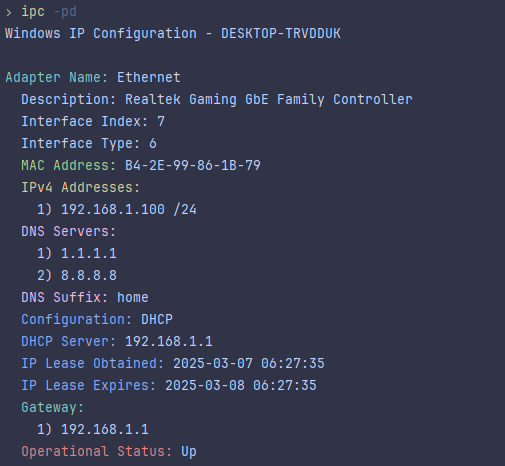 > ipc -pd
Windows IP Configuration - DESKTOP-TRVDDUK
Adapter Name: Ethernet
Description: Realtek Gaming GbE Family Controller
Interface Index: 7
Interface Type: 6
MAC Address: B4-2E-99-86-1B-79
IPv4 Addresses:
1) 192.168.1.100 /24
DNS Servers:
1) 1.1.1.1
2) 8.8.8.8
DNS Suffix: home
Configuration: DHCP
DHCP Server: 192.168.1.1
IP Lease Obtained: 2025-03-07 06:27:35
IP Lease Expires: 2025-03-08 06:27:35
Gateway:
1) 192.168.1.1
Operational Status: Up